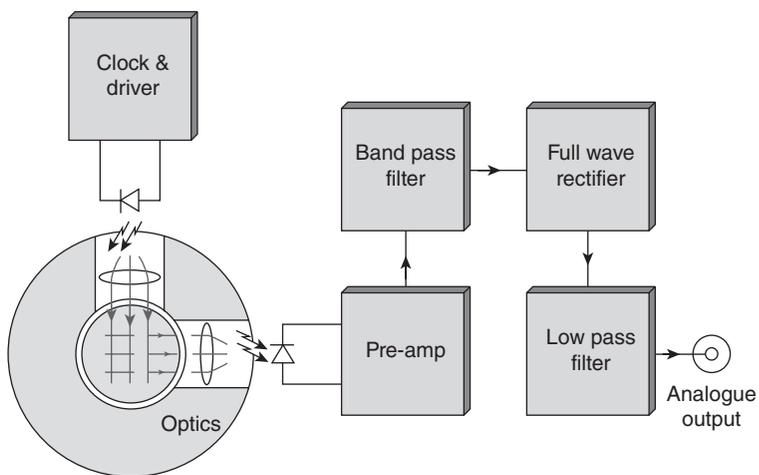 Clock &
driver
Band pass
filter
Full wave
rectifier
Pre-amp
Low pass
filter
Optics
Analogue
output